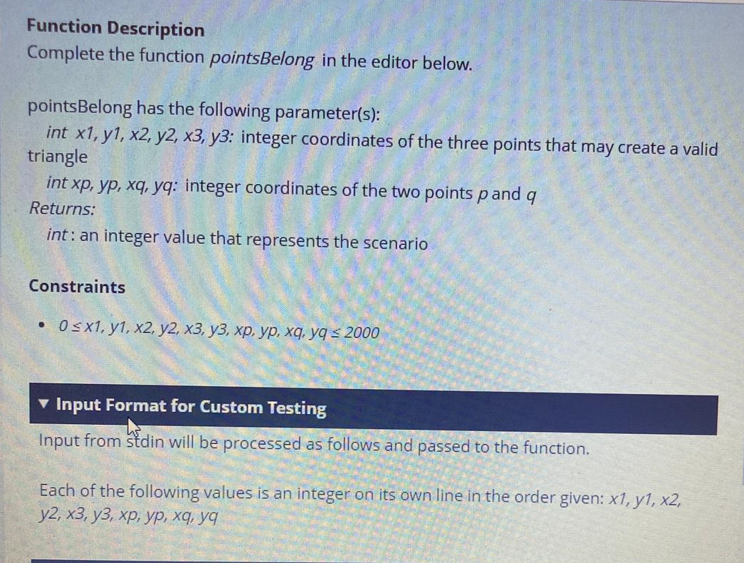 Function Description
Complete the function pointsBelong in the editor below.
pointsBelong has the following parameter(s):
int x1, y1, x2, y2, x3, y3: integer coordinates of the three points that may create a valid
triangle
int xp, yp, xq, yq: integer coordinates of the two points p and q
Returns:
int : an integer value that represents the scenario
Constraints
• 0 ≤ x1, y1, x2, y2, x3, y3, xp, yp, xq, yq ≤ 2000
▼ Input Format for Custom Testing
Input from stdin will be processed as follows and passed to the function.
Each of the following values is an integer on its own line in the order given: x1, y1, x2,
y2, x3, y3, xp, yp, xq, yq